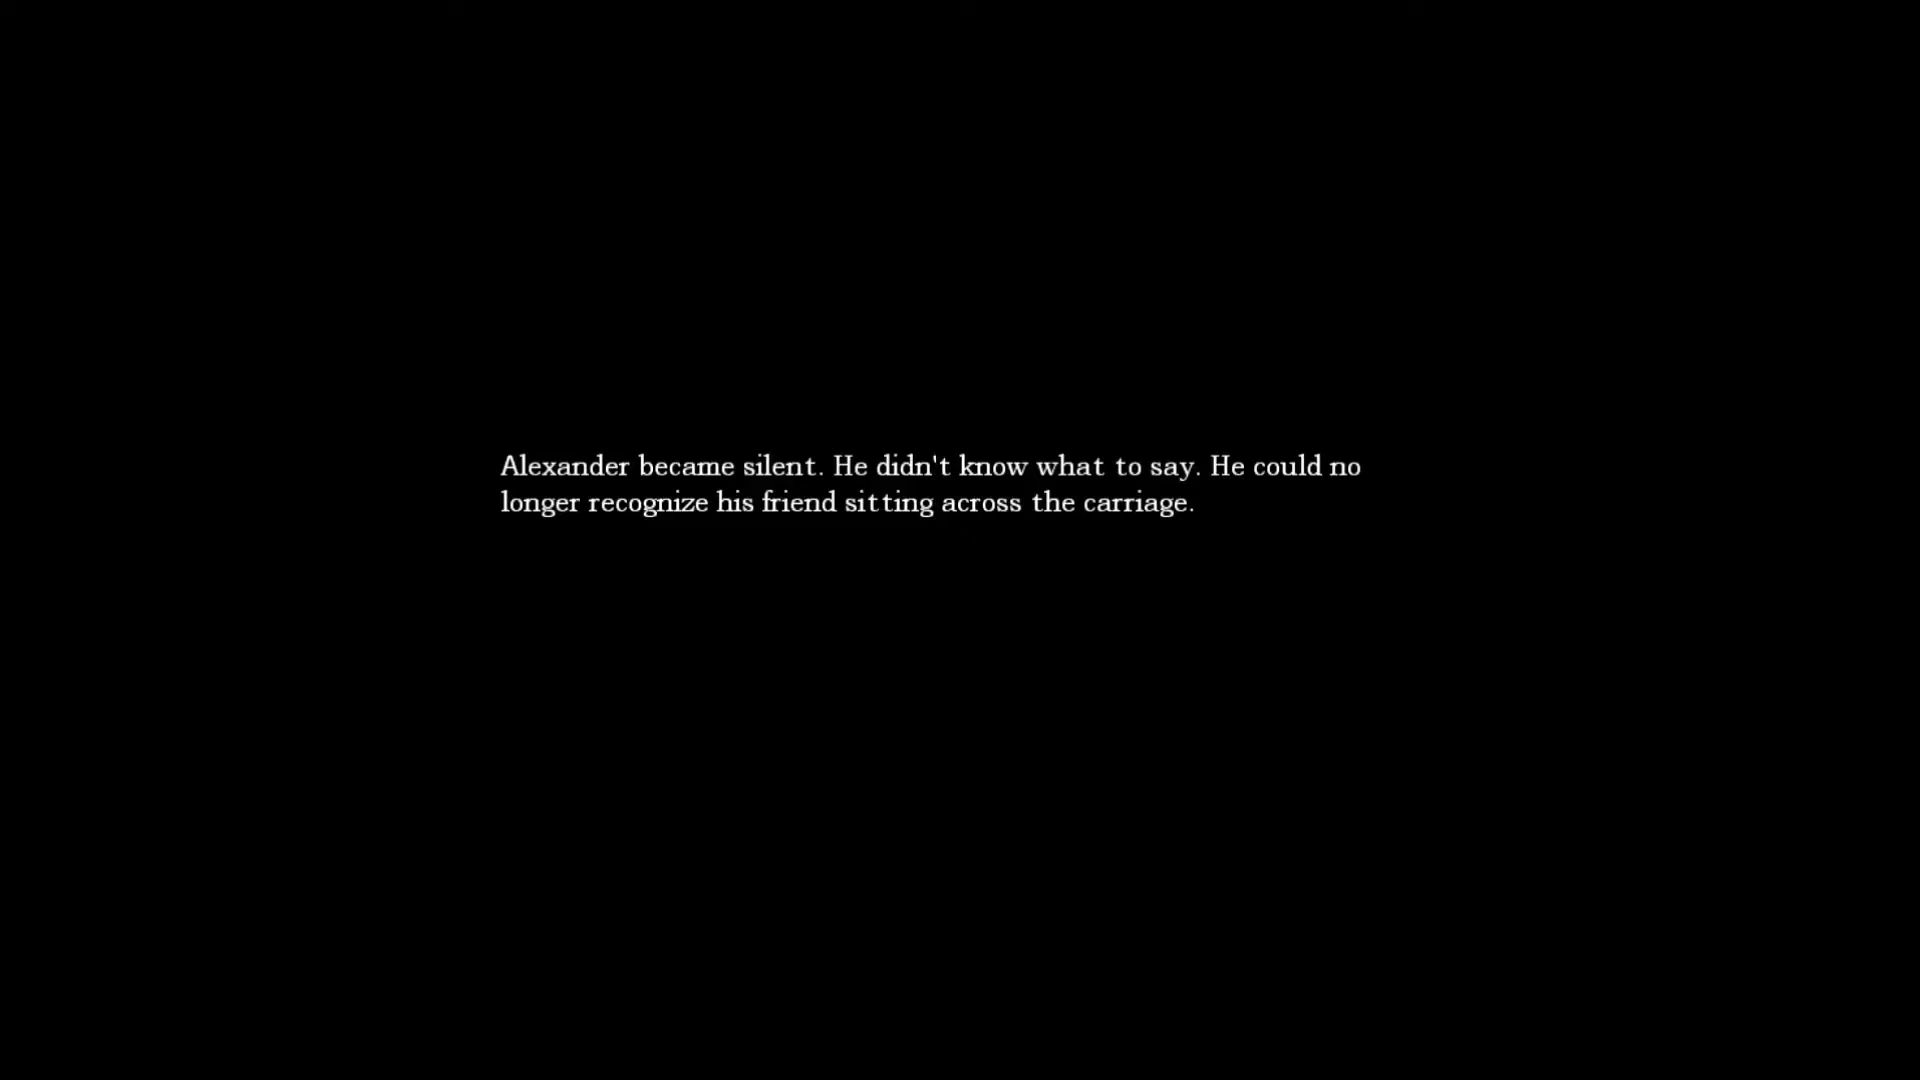 Alexander became silent. He didn't know what to say. He could no
longer recognize his friend sitting across the carriage.